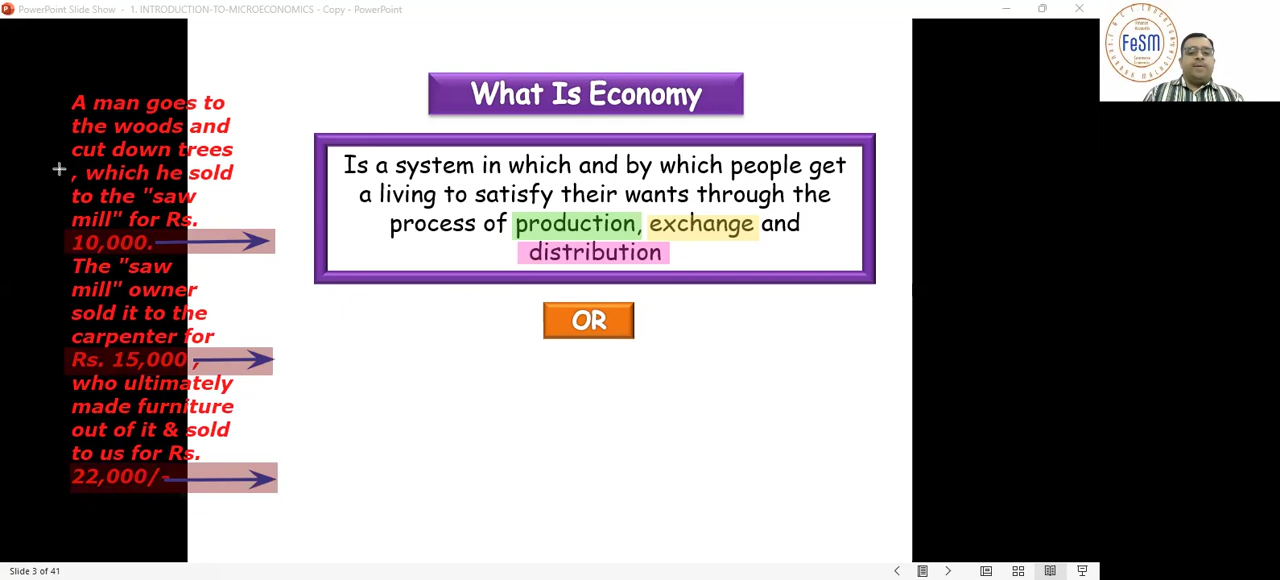 PowerPoint Slide Show - 1. INTRODUCTION-TO-MICROECONOMICS - Copy - PowerPoint
FeSM
What Is Economy
Is a system in which and by which people get
a living to satisfy their wants through the
process of production, exchange and
distribution
OR
A man goes to
the woods and
cut down trees
, which he sold
to the "saw
mill" for Rs.
10,000.
The "saw
mill" owner
sold it to the
carpenter for
Rs. 15,000 ,
who ultimately
made furniture
out of it & sold
to us for Rs.
22,000/-
Slide 3 of 41